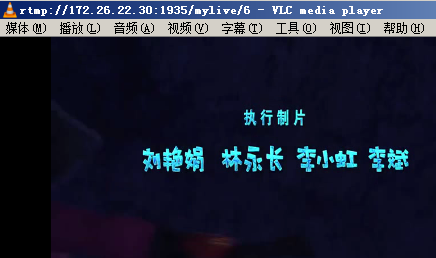 rtmp://172.26.22.30:1935/mylive/6 - VLC media player
媒体(M) 播放(L) 音频(A) 视频(V) 字幕(T) 工具(O) 视图(I) 帮助(H)
执行制片
刘艳娟 林永长 李小虹 李斌